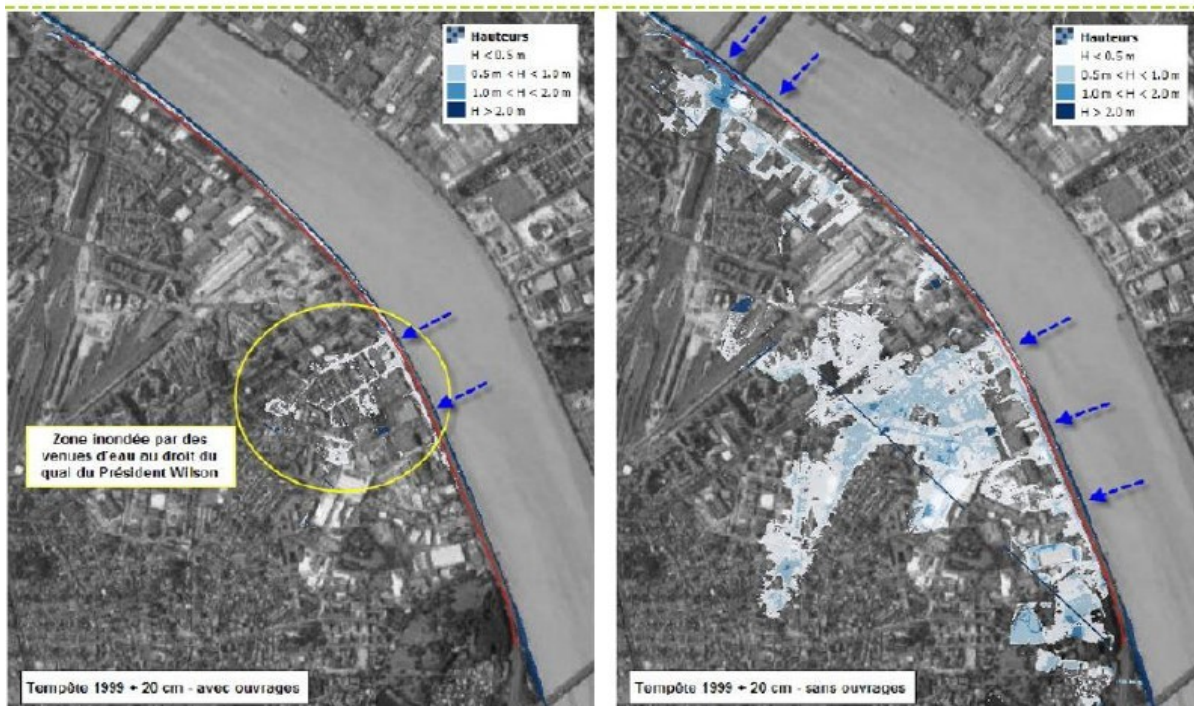 Hauteurs
H < 0.5 m
0.5 m < H < 1.0 m
1.0 m < H < 2.0 m
H > 2.0 m
Zone inondée par des
venues d'eau au droit du
quai du Président Wilson
Tempête 1999 + 20 cm - avec ouvrages
Hauteurs
H < 0.5 m
0.5 m < H < 1.0 m
1.0 m < H < 2.0 m
H > 2.0 m
Tempête 1999 + 20 cm - sans ouvrages